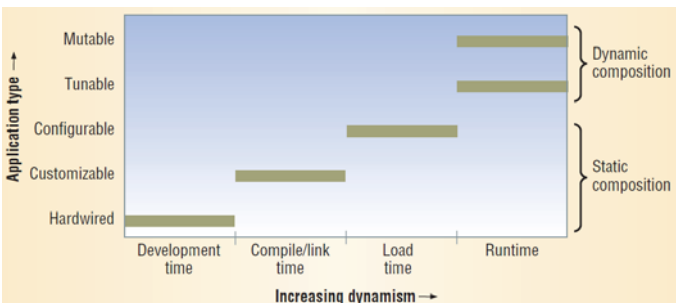 Application type →
Mutable
Tunable
Configurable
Customizable
Hardwired
Dynamic
composition
Static
composition
Development
time
Compile/link
time
Load
time
Runtime
Increasing dynamism →